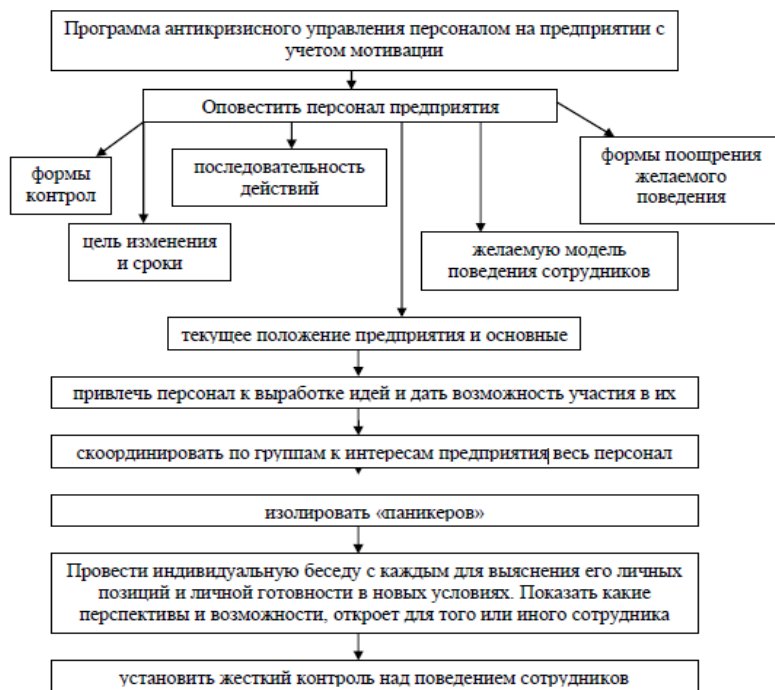 Программа антикризисного управления персоналом на предприятии с
учетом мотивации
Оповестить персонал предприятия
формы
контрол
последовательность
действий
формы поощрения
желаемого
поведения
цель изменения
и сроки
желаемую модель
поведения сотрудников
текущее положение предприятия и основные
привлечь персонал к выработке идей и дать возможность участия в их
скоординировать по группам к интересам предприятия весь персонал
изолировать «паникеров»
Провести индивидуальную беседу с каждым для выяснения его личных
позиций и личной готовности в новых условиях. Показать какие
перспективы и возможности, откроет для того или иного сотрудника
установить жесткий контроль над поведением сотрудников